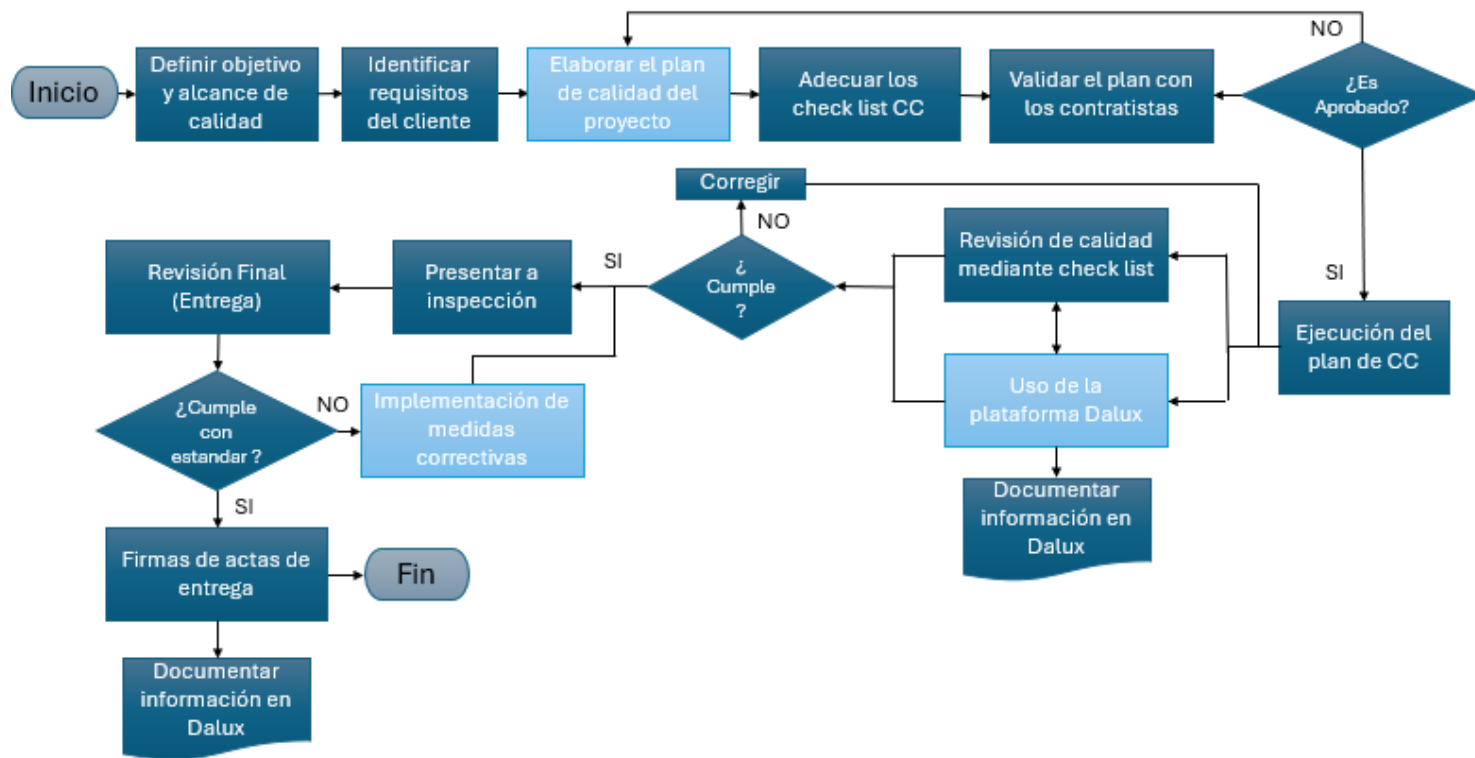 Inicio
Definir objetivo
y alcance de
calidad
Identificar
requisitos
del cliente
Elaborar el plan
de calidad del
proyecto
Adecuar los
check list CC
Validar el plan con
los contratistas
¿Es
Aprobado?
NO
SI
Ejecución del
plan de CC
Revisión de calidad
mediante check list
Uso de la
plataforma Dalux
Documentar
información en
Dalux
¿
Cumple
?
NO
Corregir
SI
Presentar a
inspección
Revisión Final
(Entrega)
¿Cumple
con
estandar ?
NO
Implementación de
medidas
correctivas
SI
Firmas de actas de
entrega
Fin
Documentar
información en
Dalux